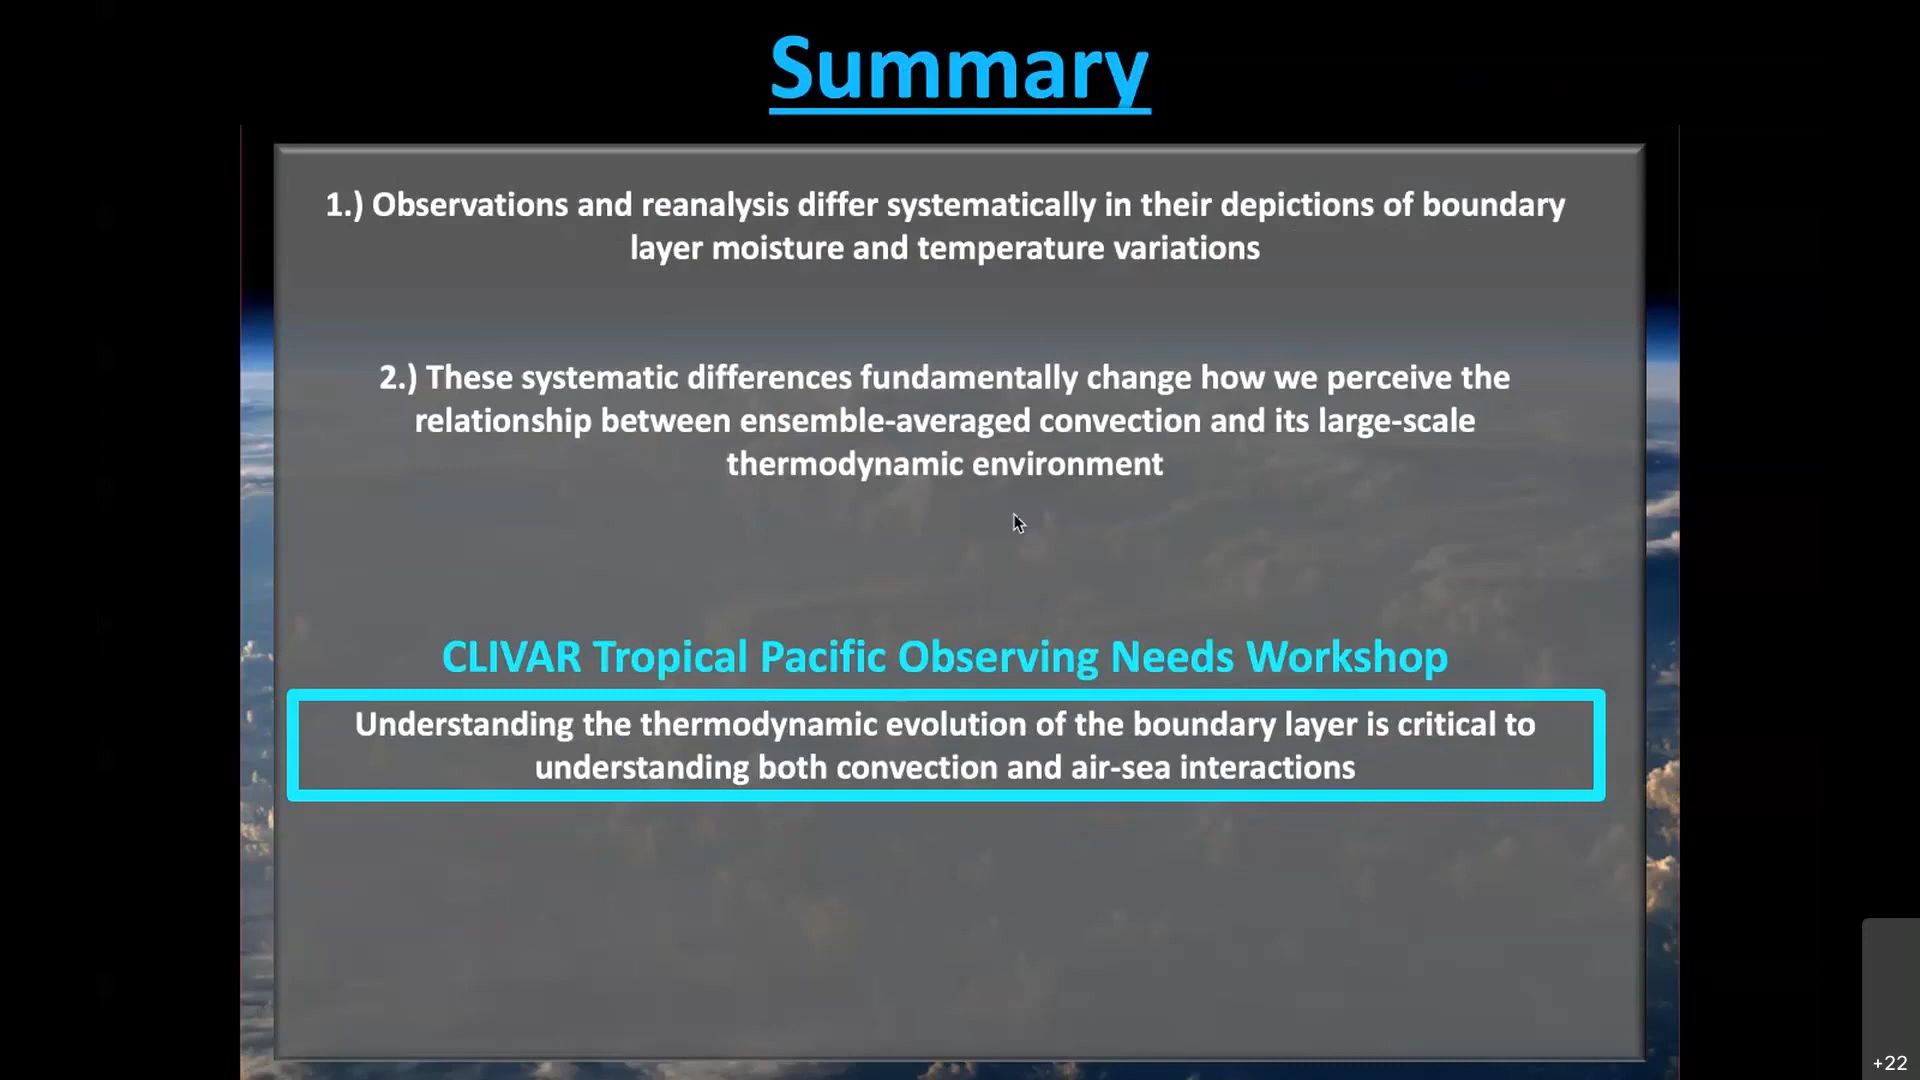 Summary
1.) Observations and reanalysis differ systematically in their depictions of boundary
layer moisture and temperature variations
2.) These systematic differences fundamentally change how we perceive the
relationship between ensemble-averaged convection and its large-scale
thermodynamic environment
CLIVAR Tropical Pacific Observing Needs Workshop
Understanding the thermodynamic evolution of the boundary layer is critical to
understanding both convection and air-sea interactions
+22